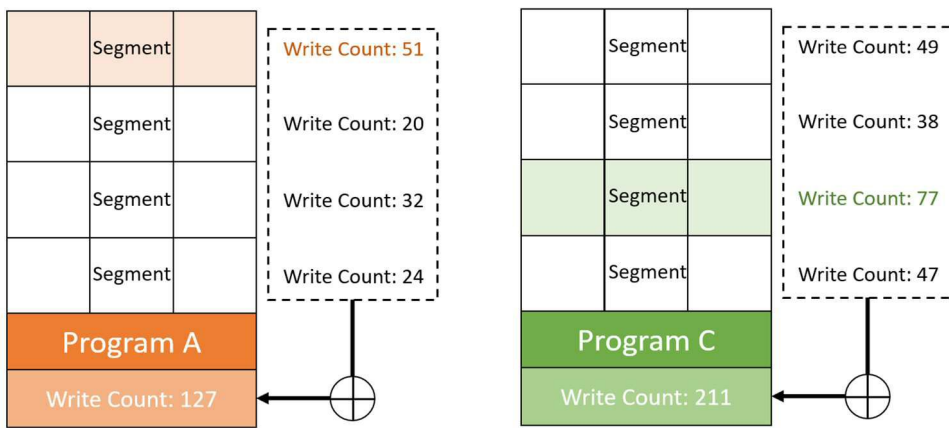 Segment
Write Count: 51
Segment
Write Count: 20
Segment
Write Count: 32
Segment
Write Count: 24
Program A
Write Count: 127
Segment
Write Count: 49
Segment
Write Count: 38
Segment
Write Count: 77
Segment
Write Count: 47
Program C
Write Count: 211